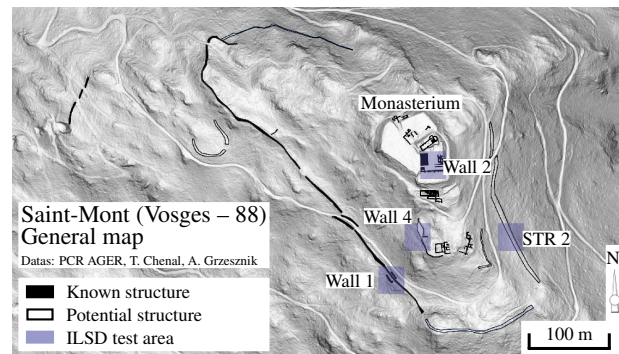 Monasterium
Wall 2
Saint-Mont (Vosges – 88)
General map
Datas: PCR AGER, T. Chenal, A. Grzesznik
Wall 4
STR 2
Wall 1
Known structure
Potential structure
ILSD test area
N
100 m